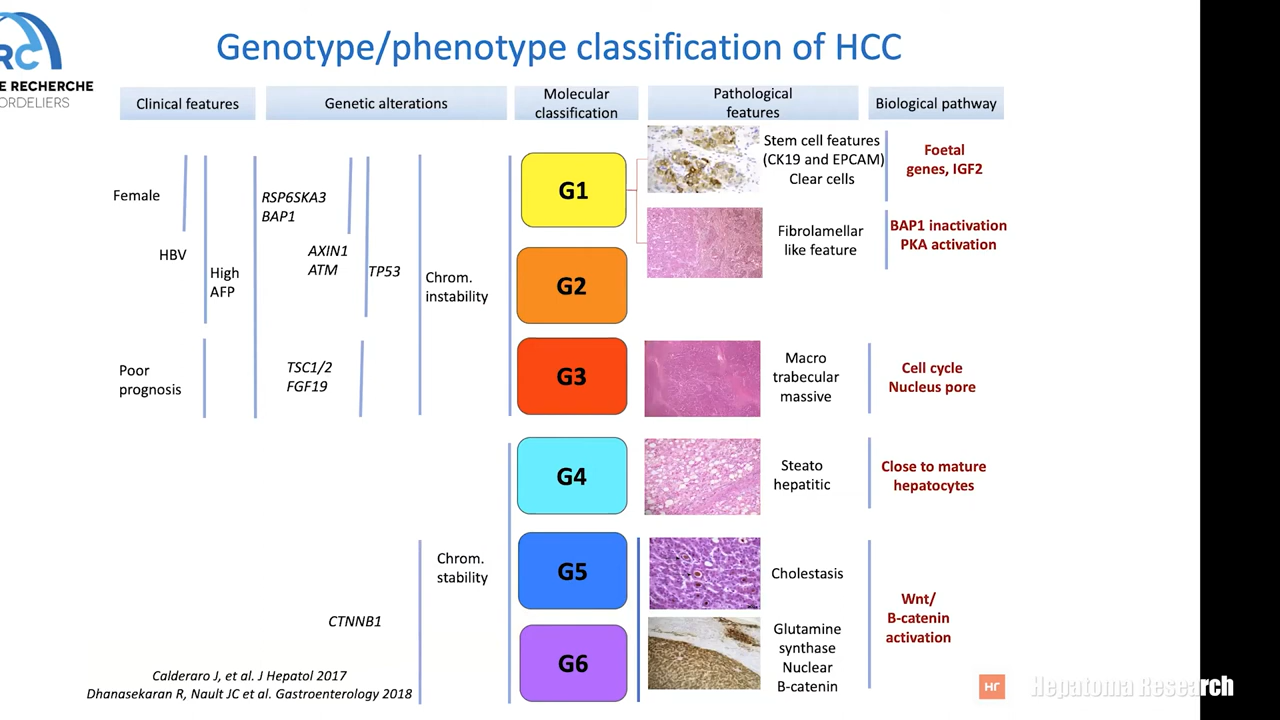 Genotype/phenotype classification of HCC
RC
E RECHERCHE
ORDELIERS
Clinical features
Genetic alterations
Molecular
classification
Pathological
features
Biological pathway
Female
HBV
High
AFP
Poor
prognosis
RSP6SKA3
BAP1
AXIN1
ATM
TP53
Chrom.
instability
TSC1/2
FGF19
Chrom.
stability
CTNNB1
G1
G2
G3
G4
G5
G6
Stem cell features
(CK19 and EPCAM)
Clear cells
Fibrolamellar
like feature
Macro
trabecular
massive
Steato
hepatitic
Cholestasis
Glutamine
synthase
Nuclear
B-catenin
Foetal
genes, IGF2
BAP1 inactivation
PKA activation
Cell cycle
Nucleus pore
Close to mature
hepatocytes
Wnt/
B-catenin
activation
Calderaro J, et al. J Hepatol 2017
Dhanasekaran R, Nault JC et al. Gastroenterology 2018
HR Hepatoma Research